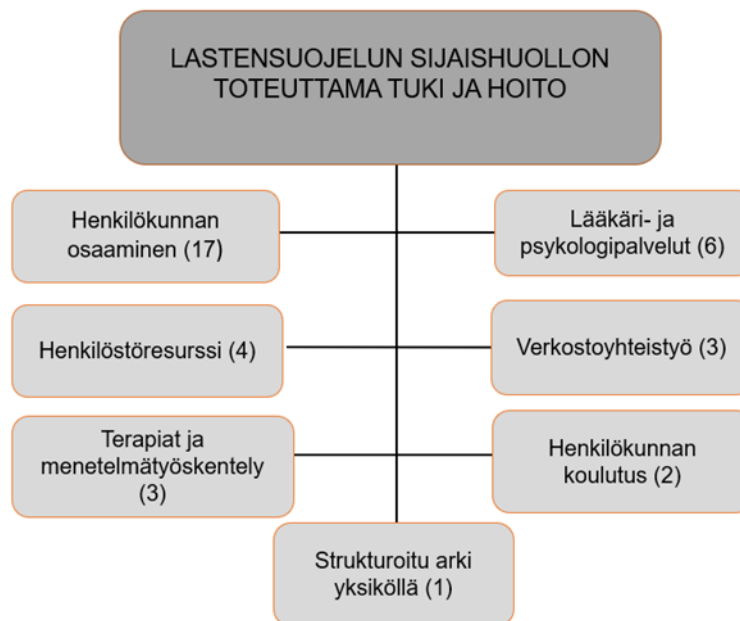 LASTENSUOJELUN SIJAISHUOLLON
TOTEUTTAMA TUKI JA HOITO
Henkilökunnan
osaaminen (17)
Lääkäri- ja
psykologipalvelut (6)
Henkilöstöresurssi (4)
Verkostoyhteistyö (3)
Terapiat ja
menetelmätyöskentely
(3)
Henkilökunnan
koulutus (2)
Strukturoitu arki
yksiköllä (1)